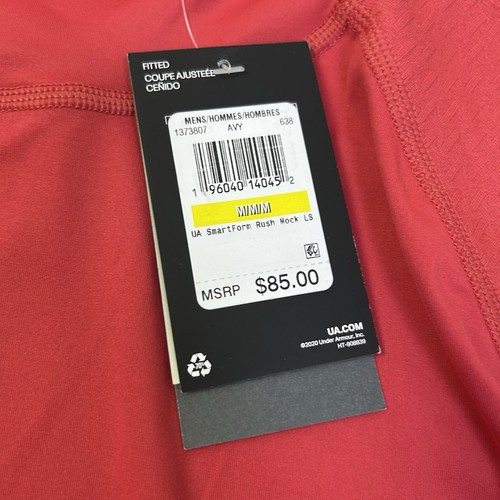 FITTED
COUPE AJUSTÉE
CEÑIDO
MENS/HOMMES/HOMBRES
1373807 AVY 638
1 96040 14045 2
M/M/M
UA SmartForm Rush Mock LS
MSRP $85.00
UA.COM
©2020 Under Armour, Inc.
HT-908839